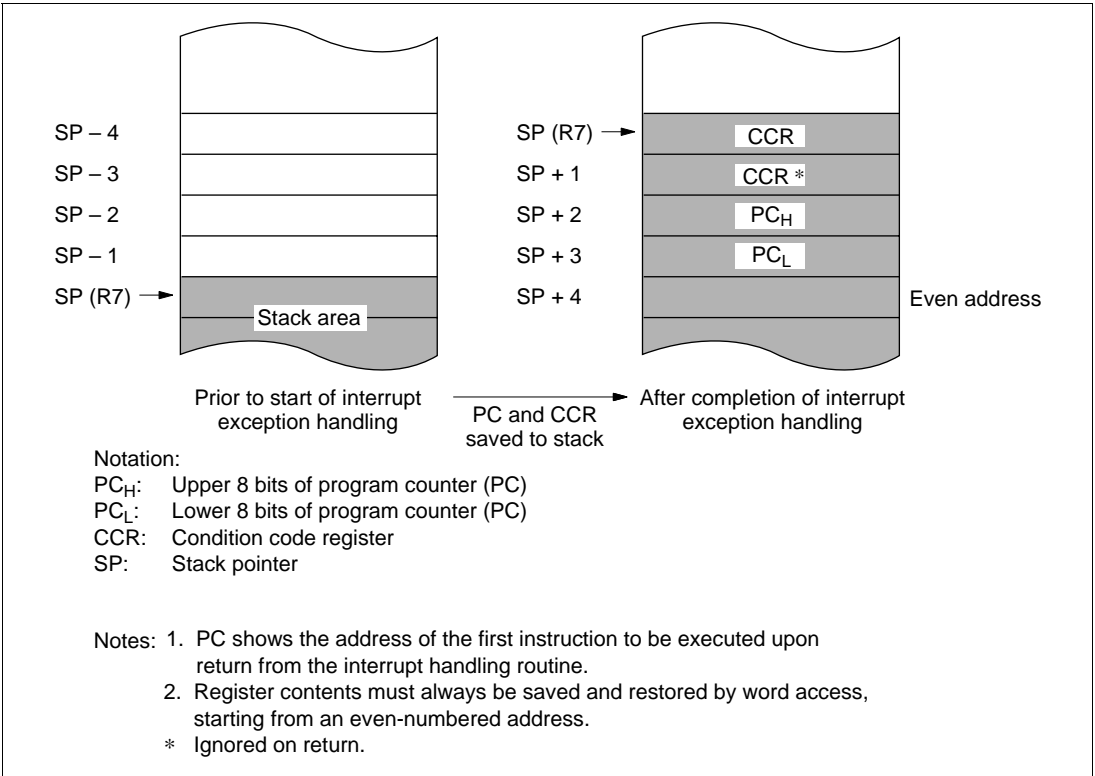 SP – 4
SP – 3
SP – 2
SP – 1
SP (R7)
Stack area
SP (R7)
SP + 1
SP + 2
SP + 3
SP + 4
CCR
CCR *
PCH
PCL
Even address
Prior to start of interrupt
exception handling
PC and CCR
saved to stack
After completion of interrupt
exception handling
Notation:
PCH: Upper 8 bits of program counter (PC)
PCL: Lower 8 bits of program counter (PC)
CCR: Condition code register
SP: Stack pointer
Notes: 1. PC shows the address of the first instruction to be executed upon
return from the interrupt handling routine.
2. Register contents must always be saved and restored by word access,
starting from an even-numbered address.
* Ignored on return.